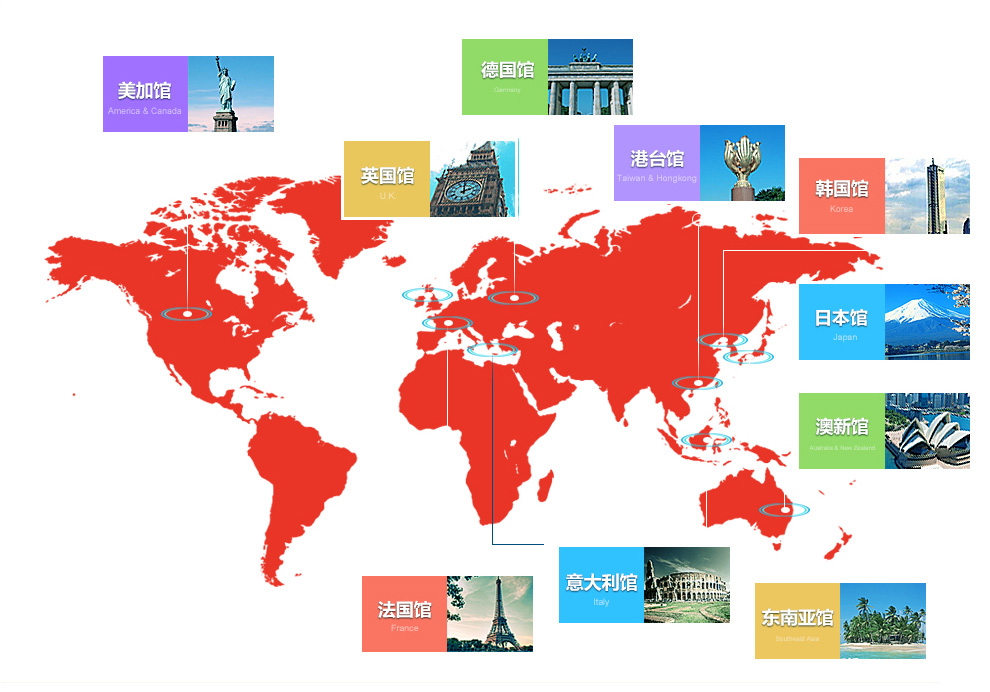 美加馆
America & Canada
德国馆
Germany
英国馆
U.K.
港台馆
Taiwan & Hongkong
韩国馆
Korea
日本馆
Japan
澳新馆
Australia & New Zealand
意大利馆
Italy
法国馆
France
东南亚馆
Southeast Asia